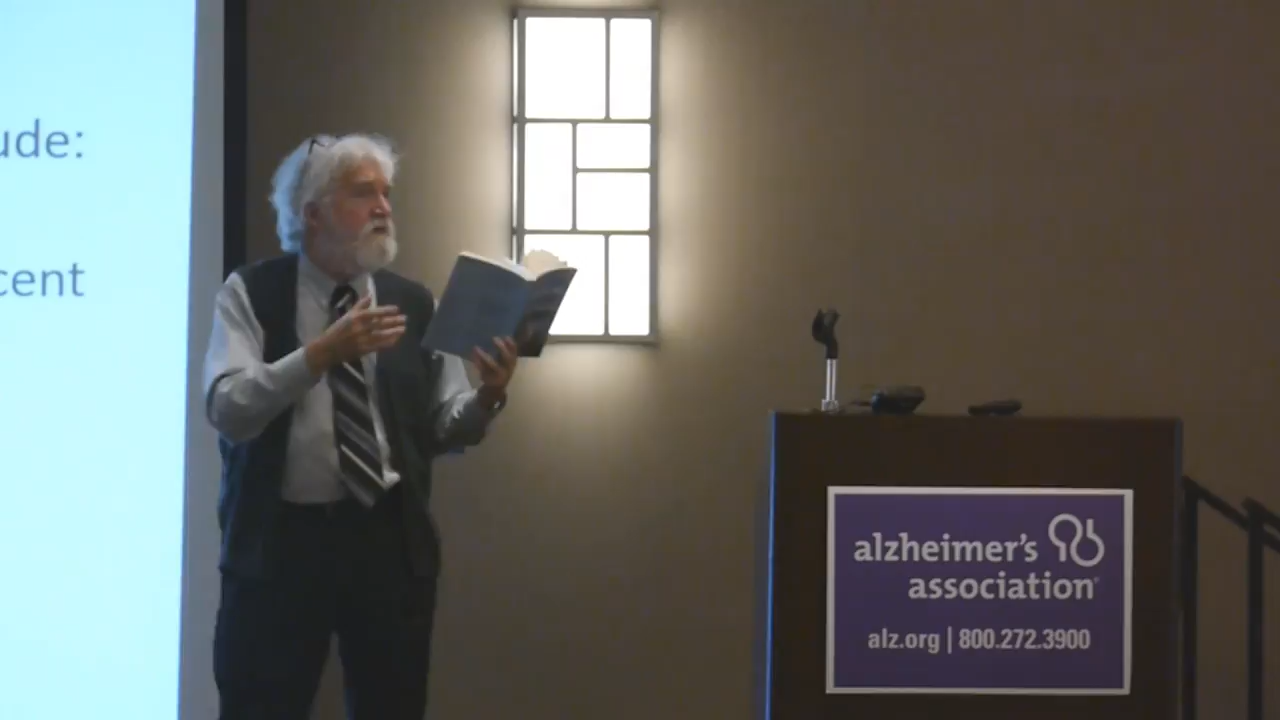 ude:
cent
alzheimer's
association®
alz.org | 800.272.3900